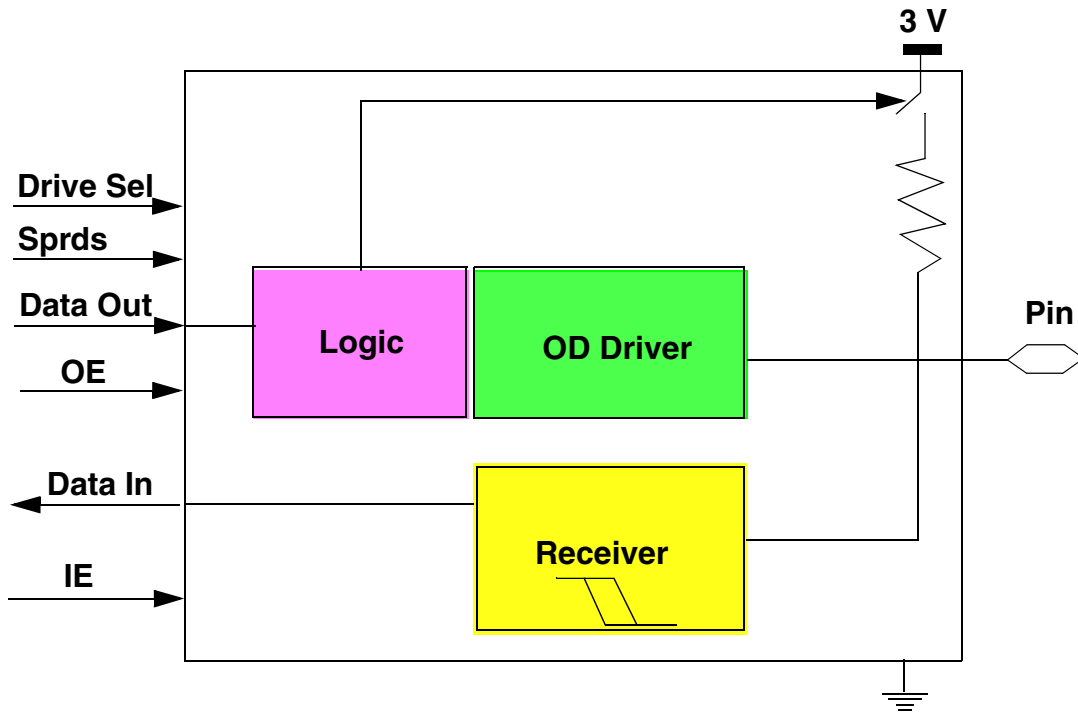 3 V
Drive Sel
Sprds
Data Out
OE
Data In
IE
Logic
OD Driver
Receiver
Pin